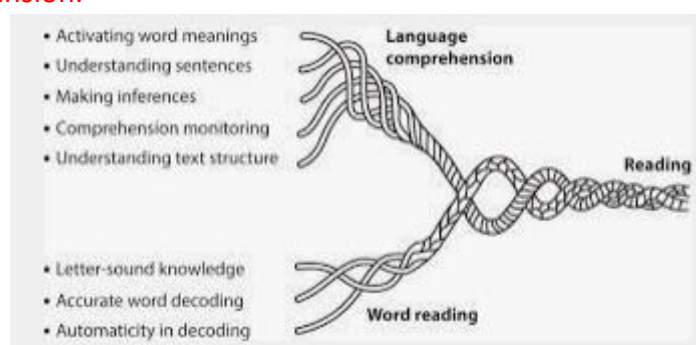 • Activating word meanings
• Understanding sentences
• Making inferences
• Comprehension monitoring
• Understanding text structure
Language
comprehension
Reading
• Letter-sound knowledge
• Accurate word decoding
• Automaticity in decoding
Word reading